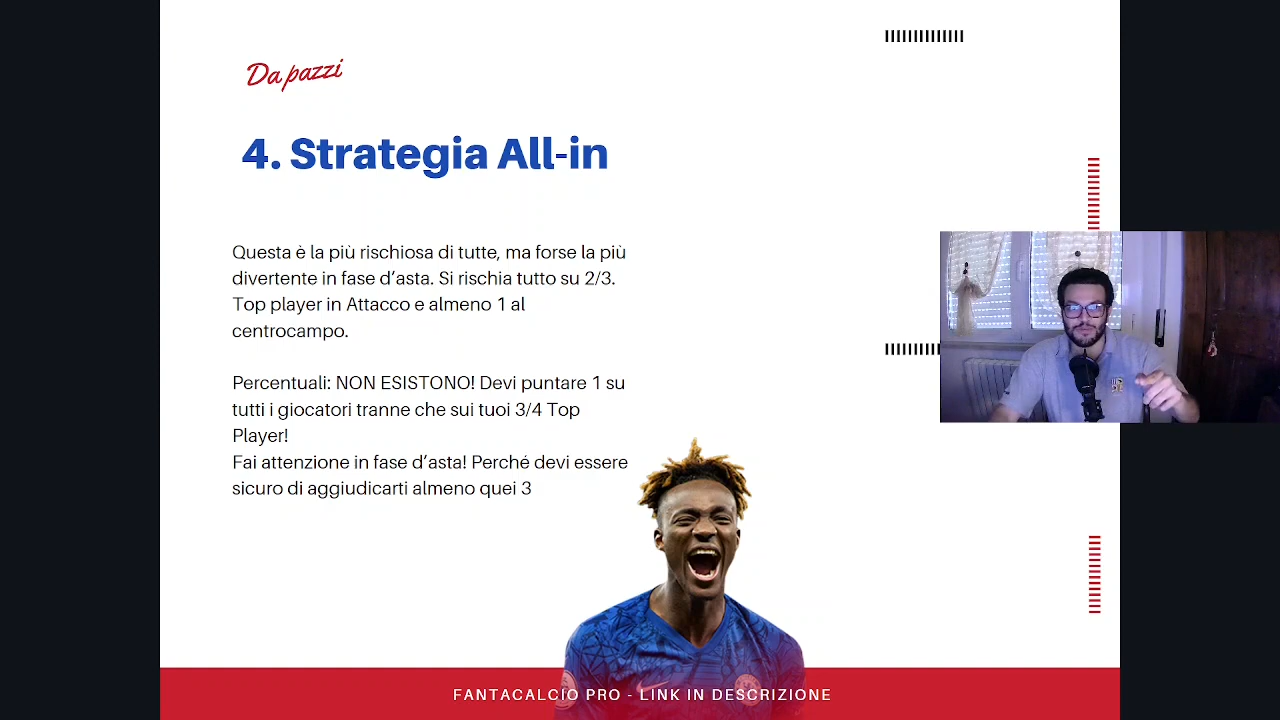 Da pazzi
4. Strategia All-in
Questa è la più rischiosa di tutte, ma forse la più
divertente in fase d’asta. Si rischia tutto su 2/3.
Top player in Attacco e almeno 1 al
centrocampo.
Percentuali: NON ESISTONO! Devi puntare 1 su
tutti i giocatori tranne che sui tuoi 3/4 Top
Player!
Fai attenzione in fase d’asta! Perché devi essere
sicuro di aggiudicarti almeno quei 3
FANTACALCIO PRO - LINK IN DESCRIZIONE